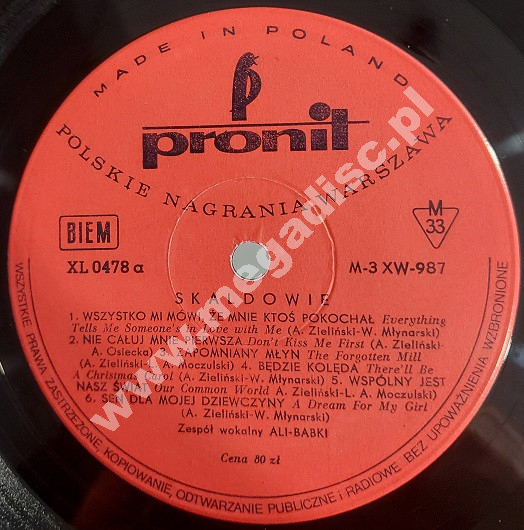 MADE IN POLAND
pronit
POLSKIE NAGRANIA WARSZAWA
BIEM
M
33
XL 0478 a
M-3 XW-987
SKALDOWIE
1. WSZYSTKO MI MÓWI, ŻE MNIE KTOŚ POKOCHAŁ Everything
Tells Me Someone's in Love with Me (A. Zieliński-W. Młynarski)
2. NIE CAŁUJ MNIE PIERWSZA Don't Kiss Me First (A. Zieliński-
A. Osiecka) 3. ZAPOMNIANY MŁYN The Forgotten Mill
(A. Zieliński-L. A. Moczulski) 4. BĘDZIE KOLĘDA There'll Be
A Christmas Carol (A. Zieliński-W. Młynarski) 5. WSPÓLNY JEST
NASZ ŚWIAT Our Common World A. Zieliński-L. A. Moczulski)
6. SEN DLA MOJEJ DZIEWCZYNY A Dream For My Girl
(A. Zieliński-W. Młynarski)
Zespół wokalny ALI-BABKI
Cena 80 zł
WSZYSTKIE PRAWA ZASTRZEŻONE, KOPIOWANIE, ODTWARZANIE PUBLICZNE I RADIOWE BEZ UPOWAŻNIENIA WZBRONIONE
www.megadisc.pl